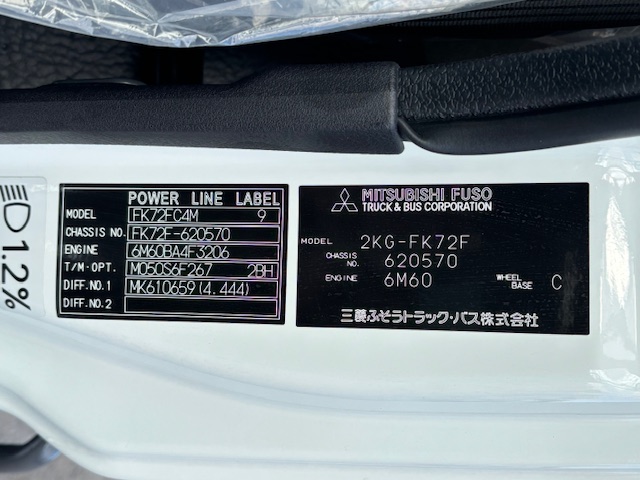 1.2%
POWER LINE LABEL
MODEL FK72FC4M 9
CHASSIS NO. FK72F-620570
ENGINE 6M60BA4F3206
T/M-OPT. M050S6F267 2BH
DIFF.NO.1 MK610659(4.444)
DIFF.NO.2
MITSUBISHI FUSO
TRUCK & BUS CORPORATION
MODEL 2KG-FK72F
CHASSIS NO. 620570
ENGINE 6M60 WHEEL BASE C
三菱ふそうトラック・バス株式会社